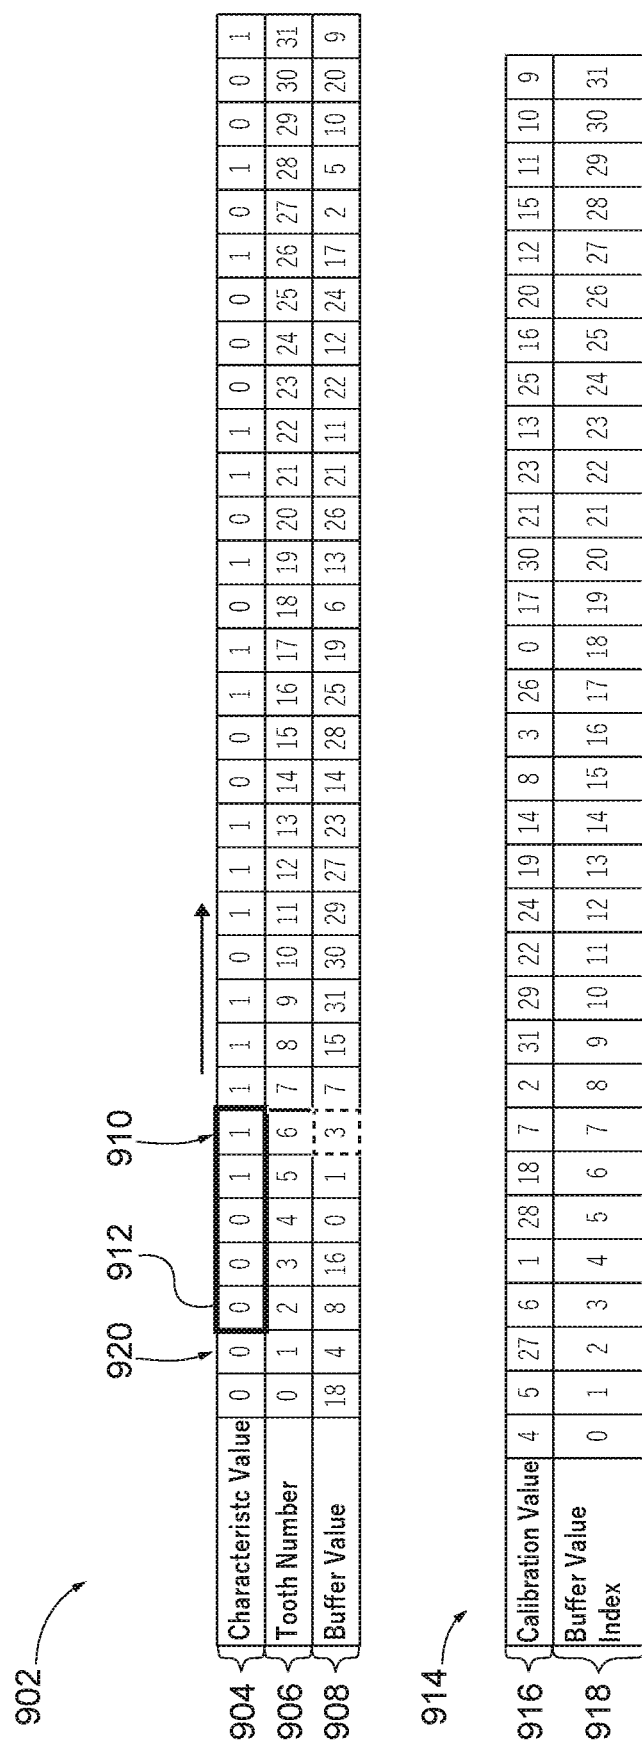 902
920 912 910
904 Characteristc Value 0 0 0 0 0 1 1 1 1 1 0 1 1 1 0 0 1 1 0 1 0 1 1 0 0 0 1 0 1 0 0 1
906 Tooth Number 0 1 2 3 4 5 6 7 8 9 10 11 12 13 14 15 16 17 18 19 20 21 22 23 24 25 26 27 28 29 30 31
908 Buffer Value 18 4 8 16 0 1 3 7 15 31 30 29 27 23 14 28 25 19 6 13 26 21 11 22 12 24 17 2 5 10 20 9
914
916 Calibration Value 4 5 27 6 1 28 18 7 2 31 29 22 24 19 14 8 3 26 0 17 30 21 23 13 25 16 20 12 15 11 10 9
918 Buffer Value 0 1 2 3 4 5 6 7 8 9 10 11 12 13 14 15 16 17 18 19 20 21 22 23 24 25 26 27 28 29 30 31
Index